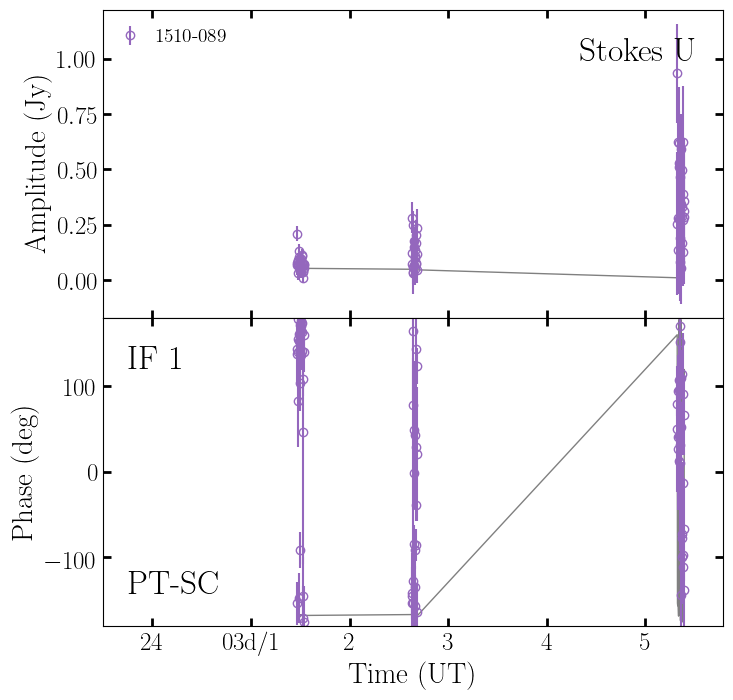 1510-089
Stokes U
Amplitude (Jy)
1.00
0.75
0.50
0.25
0.00
IF 1
PT-SC
Phase (deg)
100
0
−100
24 03d/1 2 3 4 5
Time (UT)